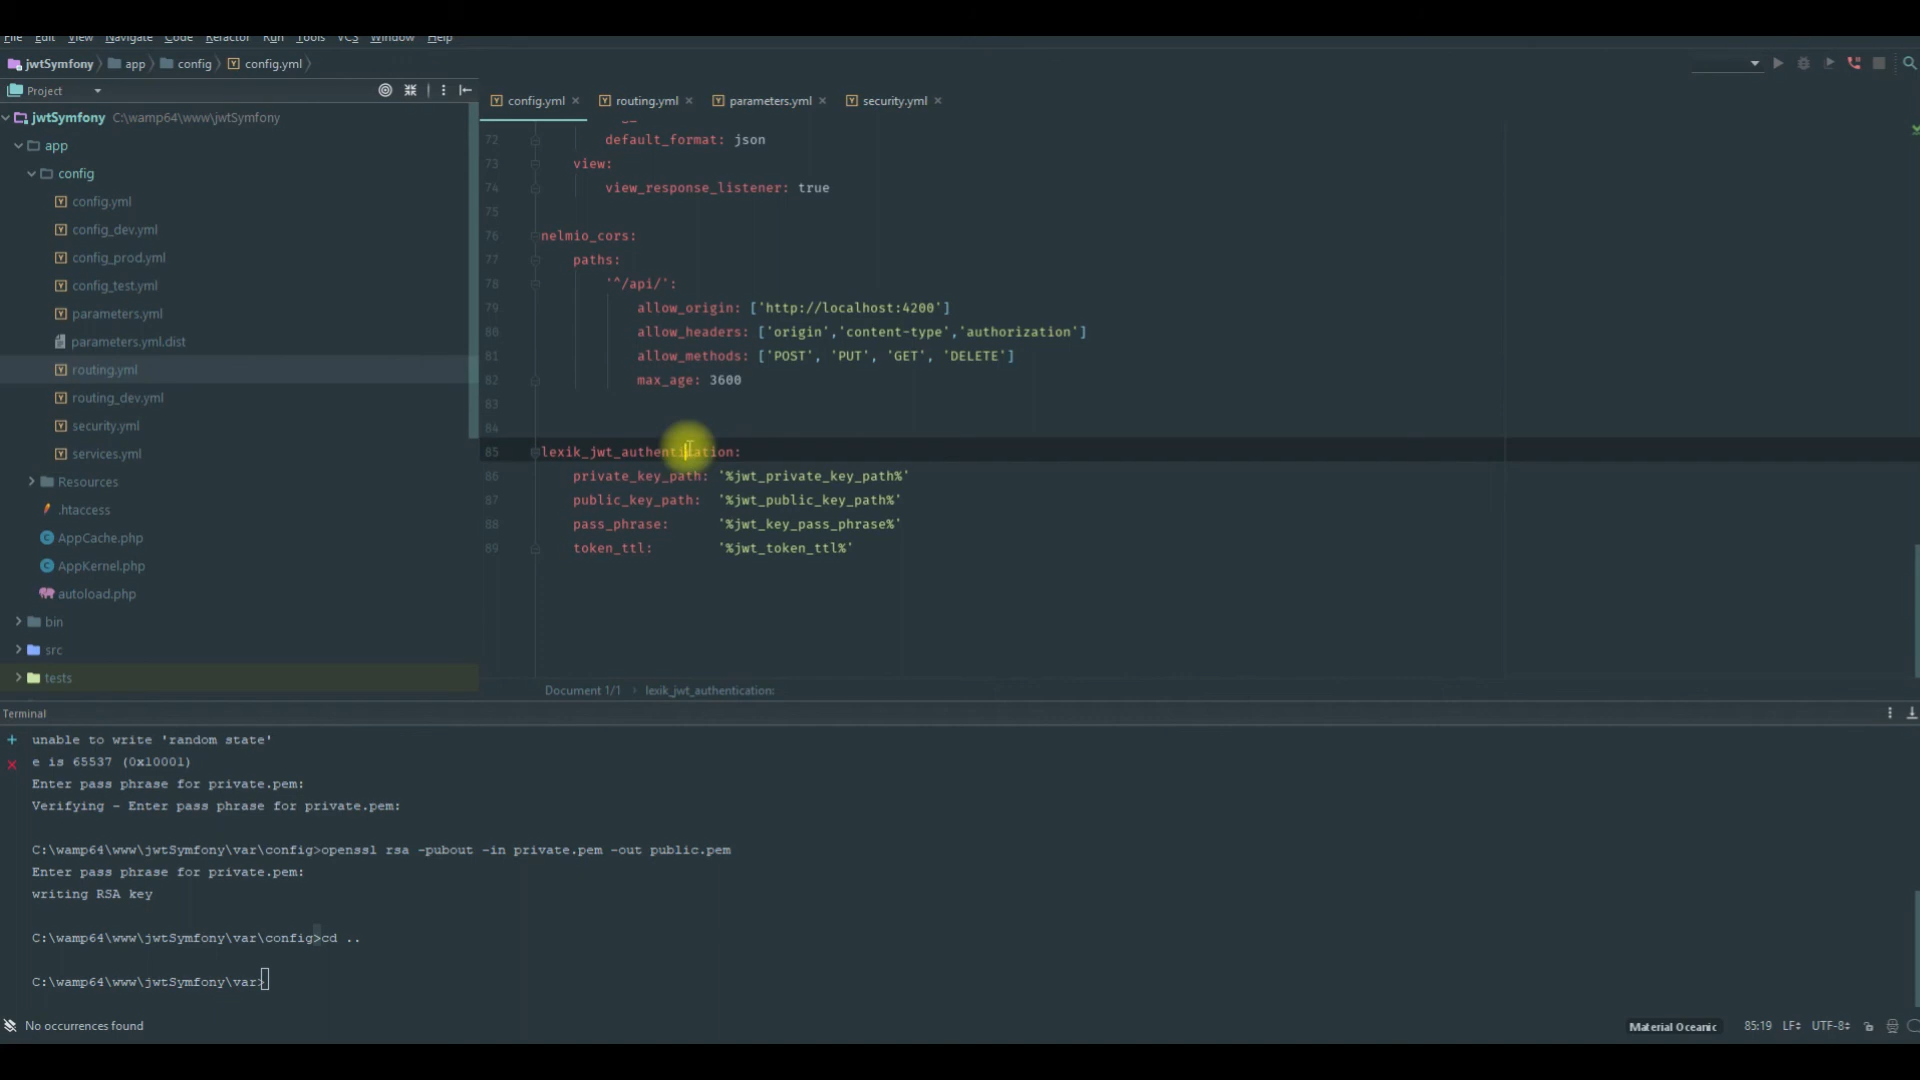 File Edit View Navigate Code Refactor Run Tools VCS Window Help
jwtSymfony app config config.yml
Project
config.yml routing.yml parameters.yml security.yml
jwtSymfony C:\wamp64\www\jwtSymfony
app
config
config.yml
config_dev.yml
config_prod.yml
config_test.yml
parameters.yml
parameters.yml.dist
routing.yml
routing_dev.yml
security.yml
services.yml
Resources
.htaccess
AppCache.php
AppKernel.php
autoload.php
bin
src
tests
72 default_format: json
73 view:
74 view_response_listener: true
75
76 nelmio_cors:
77 paths:
78 '^/api/':
79 allow_origin: ['http://localhost:4200']
80 allow_headers: ['origin','content-type','authorization']
81 allow_methods: ['POST', 'PUT', 'GET', 'DELETE']
82 max_age: 3600
83
84
85 lexik_jwt_authentication:
86 private_key_path: '%jwt_private_key_path%'
87 public_key_path: '%jwt_public_key_path%'
88 pass_phrase: '%jwt_key_pass_phrase%'
89 token_ttl: '%jwt_token_ttl%'
Document 1/1 › lexik_jwt_authentication:
Terminal
unable to write 'random state'
e is 65537 (0x10001)
Enter pass phrase for private.pem:
Verifying - Enter pass phrase for private.pem:
C:\wamp64\www\jwtSymfony\var\config>openssl rsa -pubout -in private.pem -out public.pem
Enter pass phrase for private.pem:
writing RSA key
C:\wamp64\www\jwtSymfony\var\config>cd ..
C:\wamp64\www\jwtSymfony\var>
No occurrences found
Material Oceanic 85:19 LF UTF-8